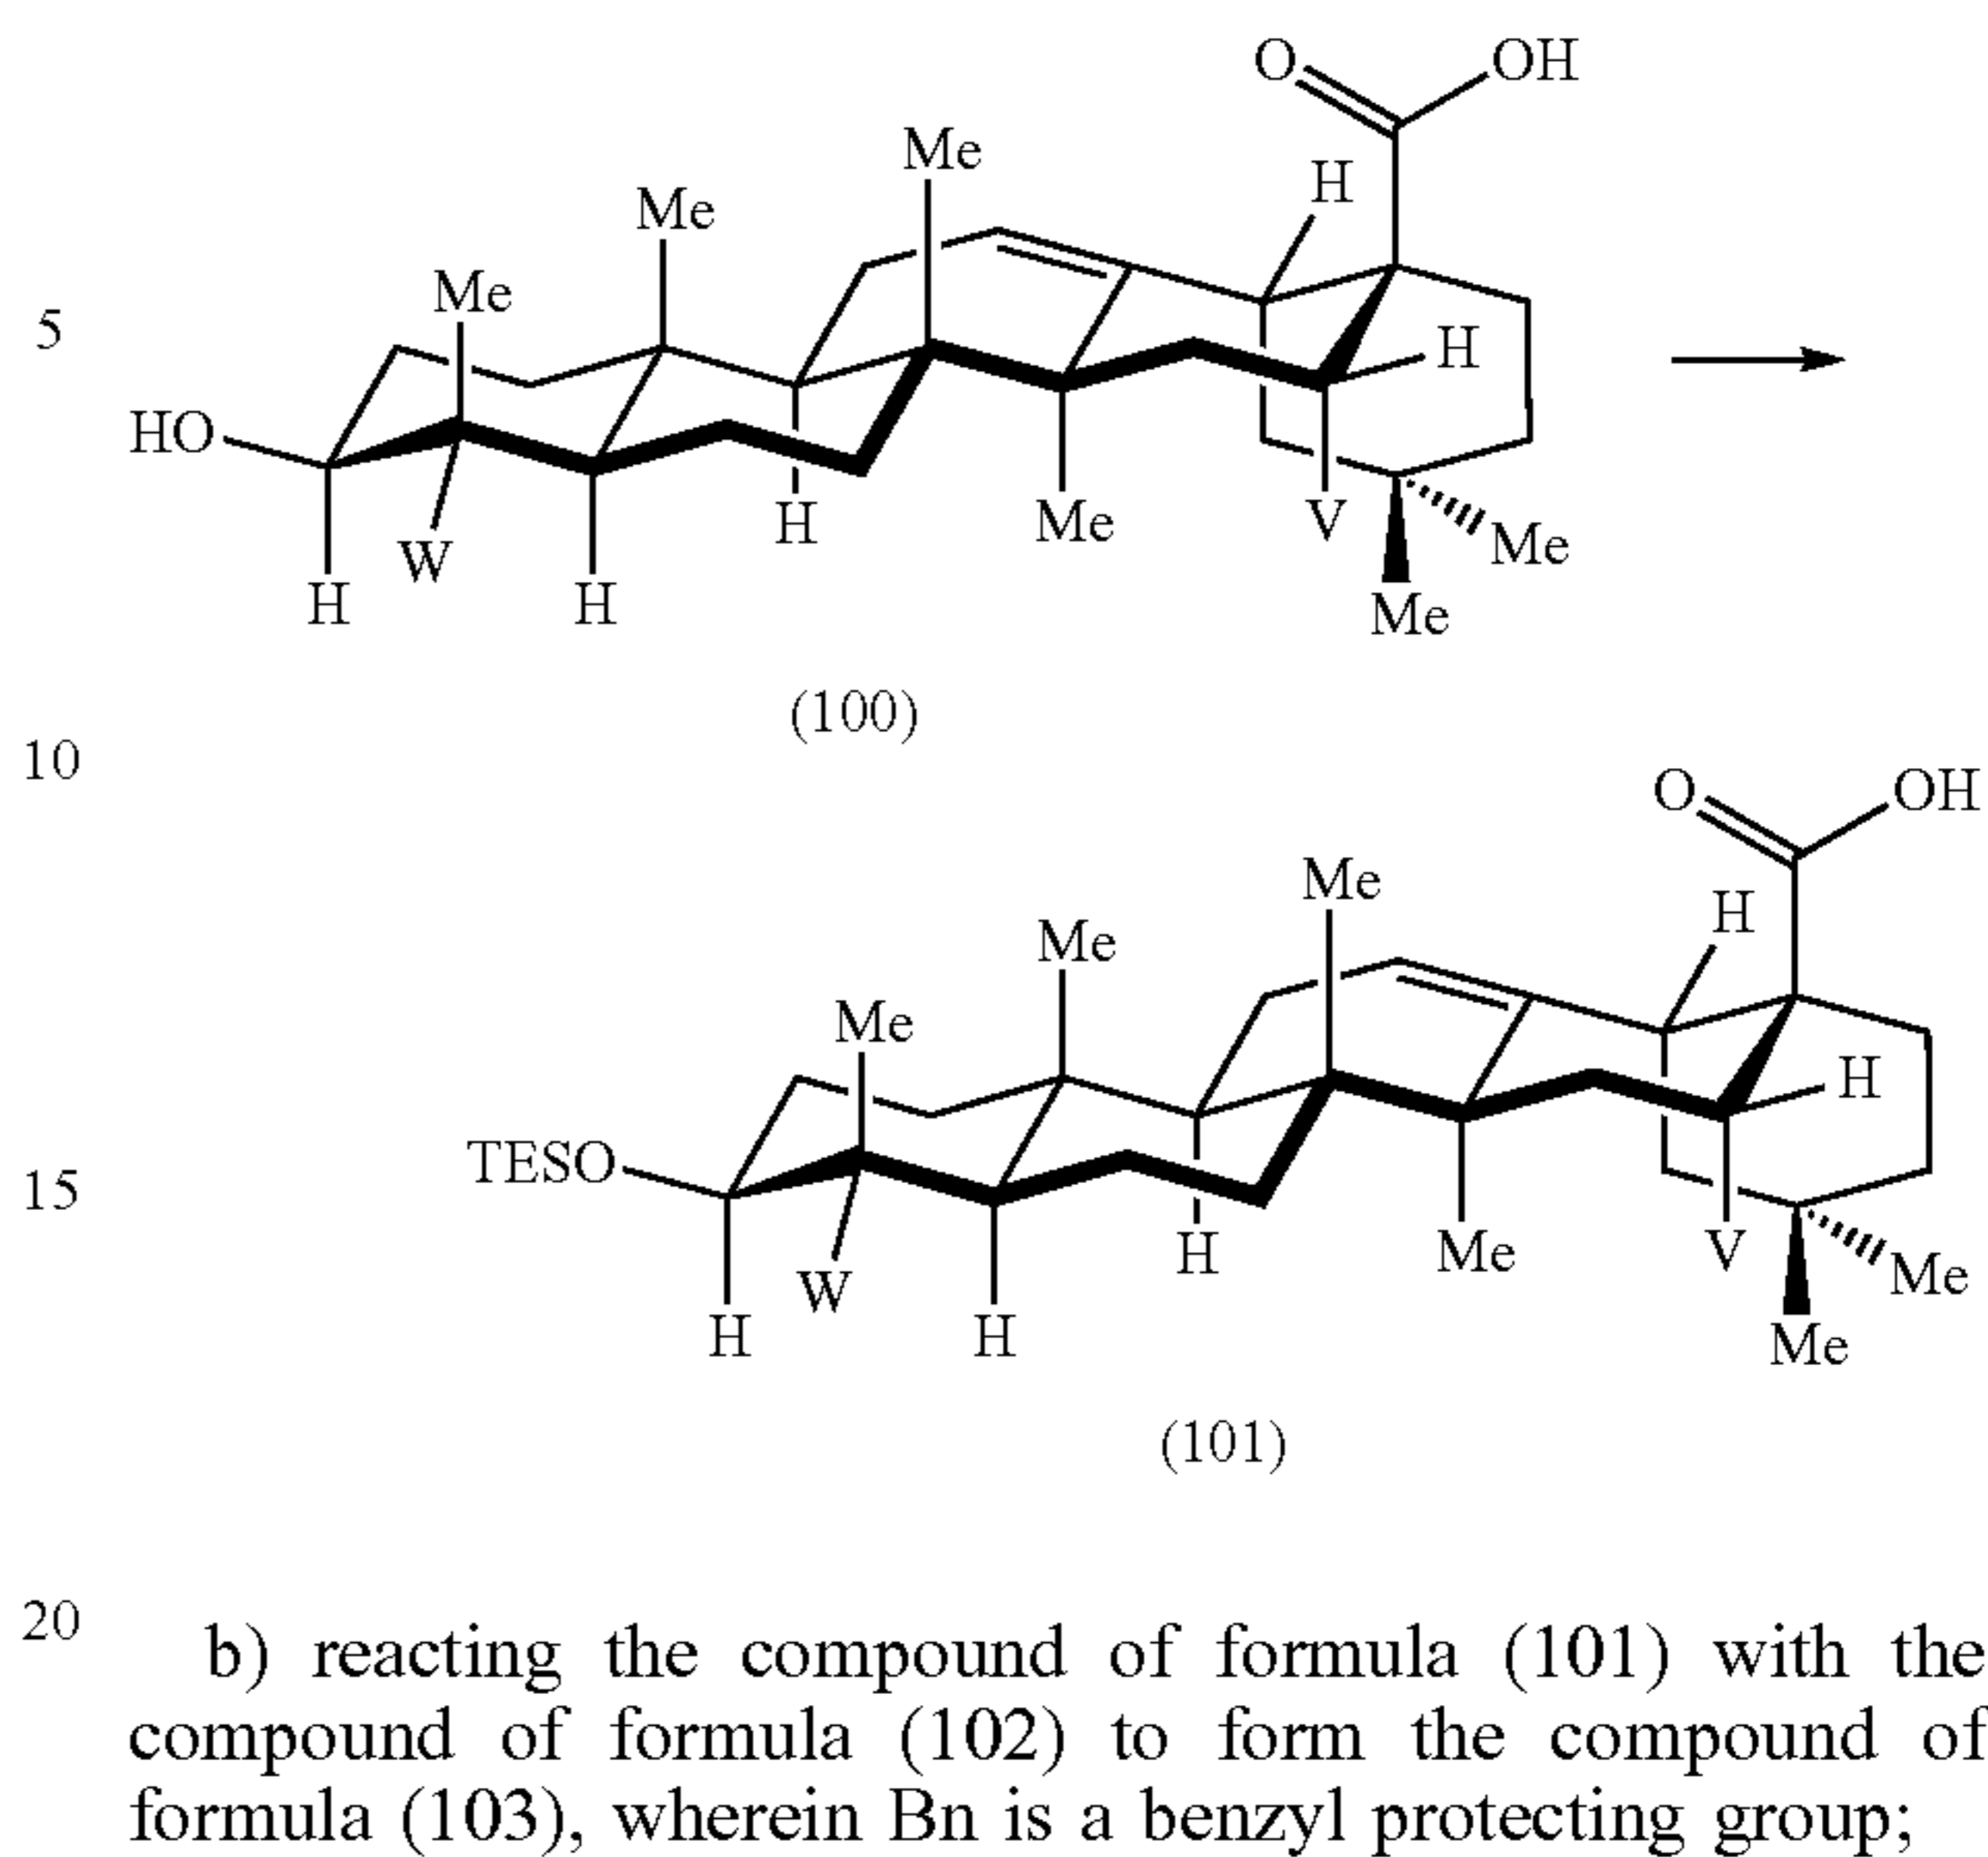 O OH
Me H
Me
Me
5 H
HO
W H Me V Me
H H Me
(100)
10
O OH
Me H
Me
Me
H
15 TESO
W H Me V Me
H H Me
(101)
20 b) reacting the compound of formula (101) with the
compound of formula (102) to form the compound of
formula (103), wherein Bn is a benzyl protecting group;